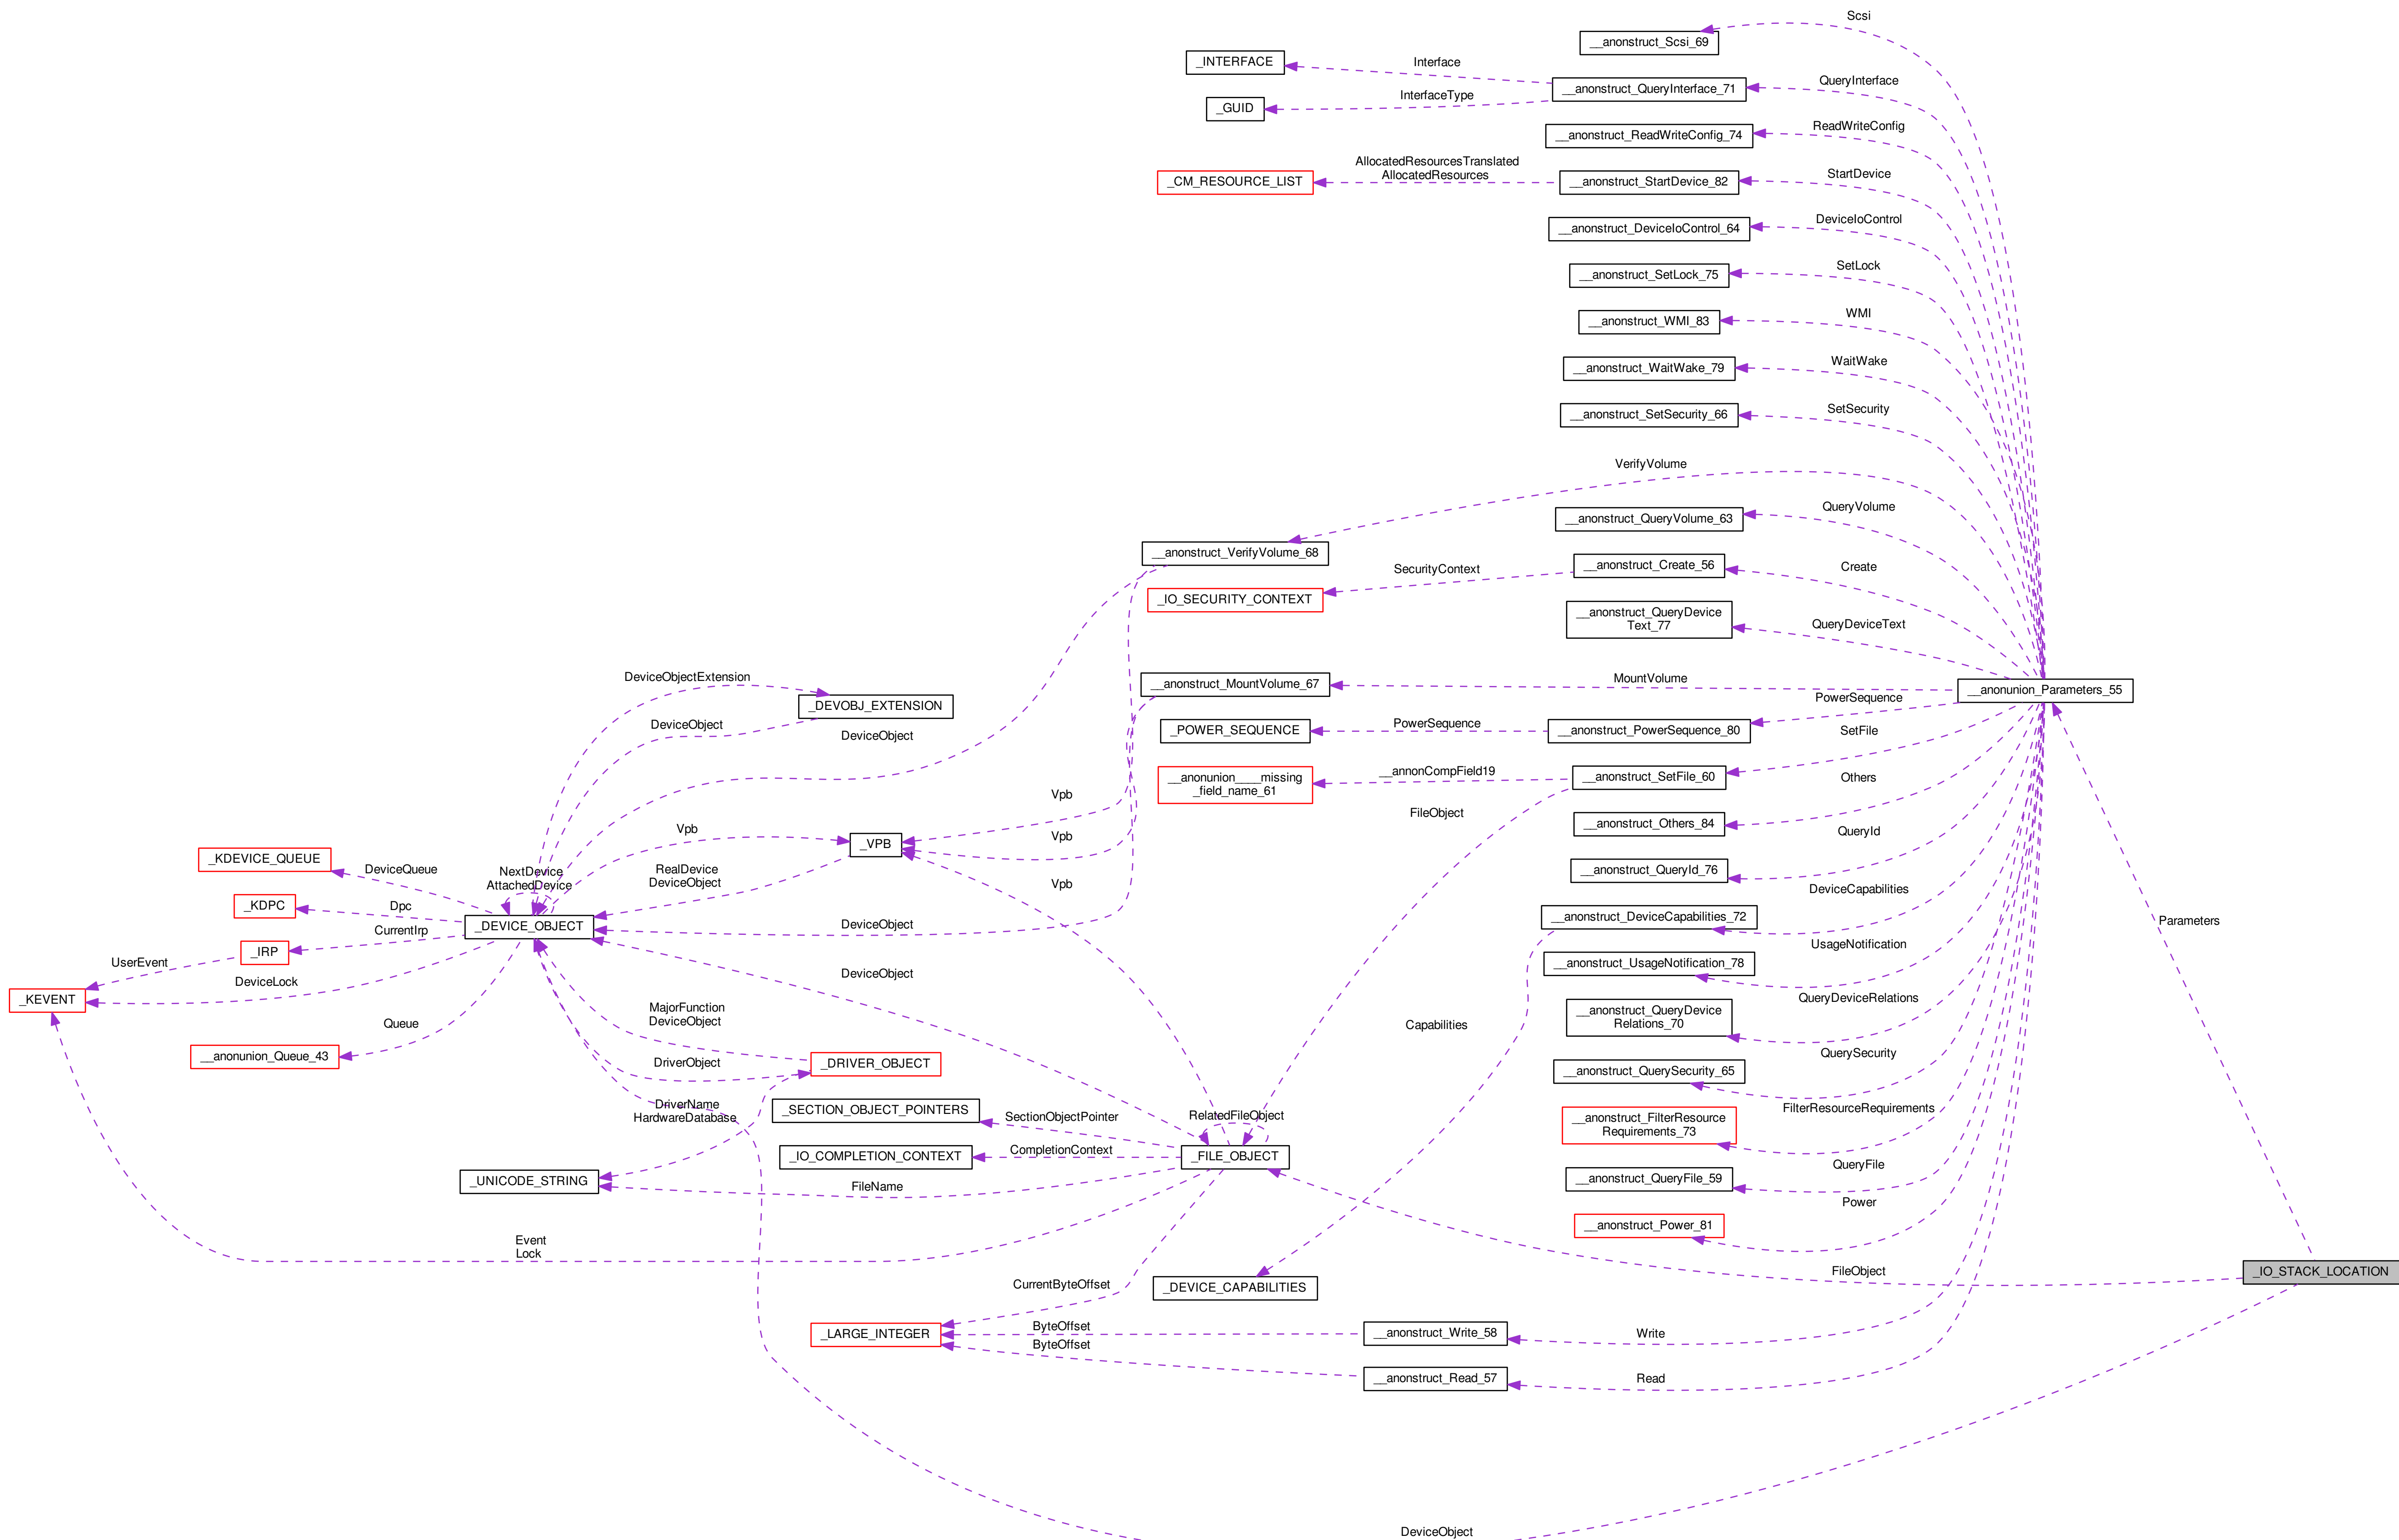 Scsi
__anonstruct_Scsi_69
_INTERFACE
Interface
QueryInterface
__anonstruct_QueryInterface_71
InterfaceType
_GUID
ReadWriteConfig
__anonstruct_ReadWriteConfig_74
AllocatedResourcesTranslated
AllocatedResources
_CM_RESOURCE_LIST
__anonstruct_StartDevice_82
StartDevice
DeviceIoControl
__anonstruct_DeviceIoControl_64
SetLock
__anonstruct_SetLock_75
WMI
__anonstruct_WMI_83
WaitWake
__anonstruct_WaitWake_79
SetSecurity
__anonstruct_SetSecurity_66
VerifyVolume
QueryVolume
__anonstruct_QueryVolume_63
__anonstruct_VerifyVolume_68
SecurityContext
__anonstruct_Create_56
Create
_IO_SECURITY_CONTEXT
__anonstruct_QueryDevice
Text_77
QueryDeviceText
DeviceObjectExtension
__anonstruct_MountVolume_67
MountVolume
__anonunion_Parameters_55
_DEVOBJ_EXTENSION
PowerSequence
DeviceObject
DeviceObject
_POWER_SEQUENCE
PowerSequence
__anonstruct_PowerSequence_80
SetFile
__anonunion____missing
_field_name_61
__annonCompField19
__anonstruct_SetFile_60
Others
Vpb
FileObject
__anonstruct_Others_84
Vpb
_VPB
Vpb
QueryId
_KDEVICE_QUEUE
DeviceQueue
NextDevice
AttachedDevice
RealDevice
DeviceObject
Vpb
__anonstruct_QueryId_76
DeviceCapabilities
_KDPC
Dpc
_DEVICE_OBJECT
DeviceObject
__anonstruct_DeviceCapabilities_72
Parameters
CurrentIrp
_IRP
UserEvent
UsageNotification
__anonstruct_UsageNotification_78
DeviceLock
DeviceObject
_KEVENT
QueryDeviceRelations
__anonstruct_QueryDevice
Relations_70
MajorFunction
DeviceObject
Queue
Capabilities
__anonunion_Queue_43
DriverObject
_DRIVER_OBJECT
QuerySecurity
__anonstruct_QuerySecurity_65
DriverName
HardwareDatabase
_SECTION_OBJECT_POINTERS
SectionObjectPointer
RelatedFileObject
FilterResourceRequirements
__anonstruct_FilterResource
Requirements_73
_IO_COMPLETION_CONTEXT
CompletionContext
_FILE_OBJECT
QueryFile
__anonstruct_QueryFile_59
_UNICODE_STRING
FileName
Power
__anonstruct_Power_81
Event
Lock
FileObject
_IO_STACK_LOCATION
CurrentByteOffset
_DEVICE_CAPABILITIES
_LARGE_INTEGER
ByteOffset
__anonstruct_Write_58
Write
ByteOffset
__anonstruct_Read_57
Read
DeviceObject